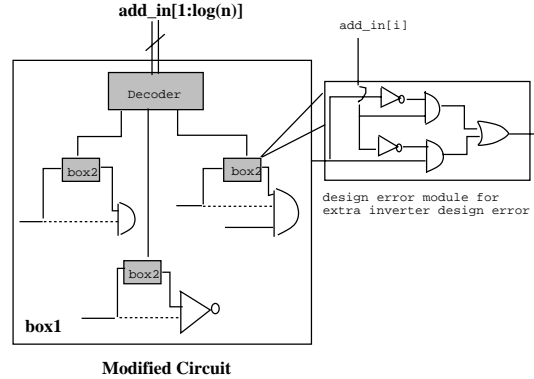 add_in[1:log(n)]
add_in[i]
Decoder
box2
box2
design error module for
extra inverter design error
box2
box1
Modified Circuit